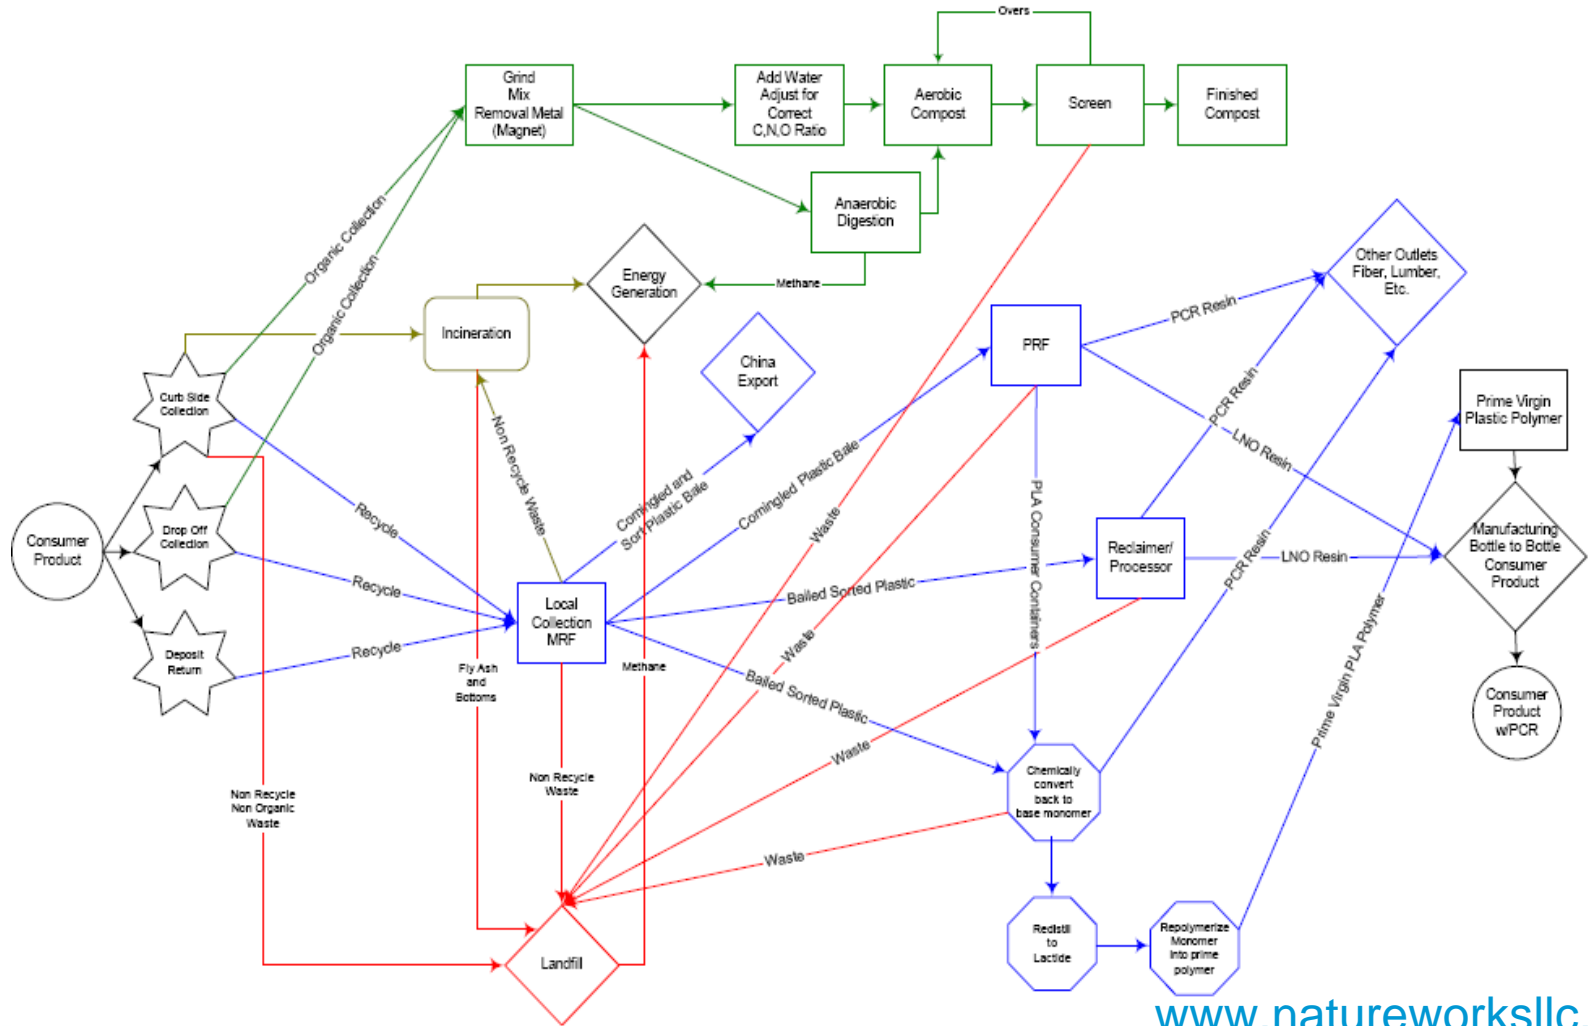 Overs
Grind
Mix
Removal Metal
(Magnet)
Add Water
Adjust for
Correct
C,N,O Ratio
Aerobic
Compost
Screen
Finished
Compost
Anaerobic
Digestion
Organic Collection
Organic Collection
Energy
Generation
Methane
Other Outlets
Fiber, Lumber,
Etc.
Incineration
PCR Resin
PRF
China
Export
Curb Side
Collection
PCR Resin
Prime Virgin
Plastic Polymer
LNO Resin
Non Recycle Waste
Comingled and
Sort Plastic Bale
Comingled Plastic Bale
PLA Consumer Containers
Waste
Recycle
Drop Off
Collection
Consumer
Product
Reclaimer/
Processor
LNO Resin
PCR Resin
Manufacturing
Bottle to Bottle
Consumer
Product
Recycle
Bailed Sorted Plastic
Local
Collection
MRF
Waste
Recycle
Deposit
Return
Fly Ash
and
Bottoms
Methane
Bailed Sorted Plastic
Prime Virgin PLA Polymer
Consumer
Product
w/PCR
Waste
Non Recycle
Waste
Chemically
convert
back to
base monomer
Non Recycle
Non Organic
Waste
Waste
Redistil
to
Lactide
Repolymerize
Monomer
into prime
polymer
Landfill
www.natureworksllc.